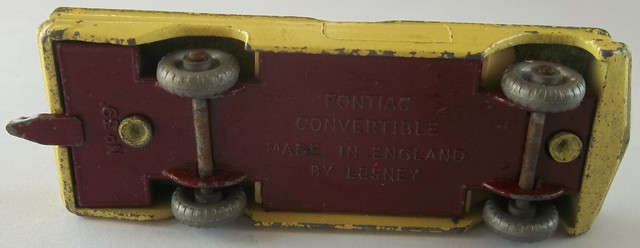 No 39
PONTIAC
CONVERTIBLE
MADE IN ENGLAND
BY LESNEY